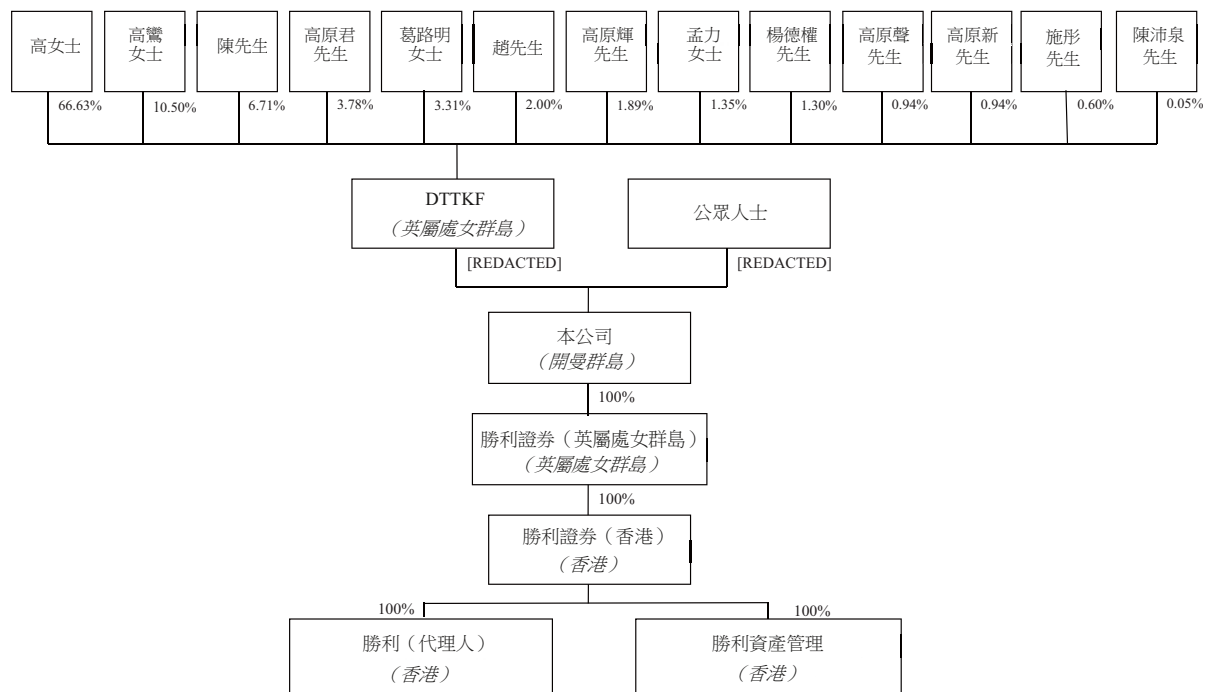 高女士
高鸞
女士
陳先生
高原君
先生
葛路明
女士
趙先生
高原輝
先生
孟力
女士
楊德權
先生
高原聲
先生
高原新
先生
施彤
先生
陳沛泉
先生
66.63%
10.50%
6.71%
3.78%
3.31%
2.00%
1.89%
1.35%
1.30%
0.94%
0.94%
0.60%
0.05%
DTTKF
（英屬處女群島）
公眾人士
[REDACTED]
[REDACTED]
本公司
（開曼群島）
100%
勝利證券（英屬處女群島）
（英屬處女群島）
100%
勝利證券（香港）
（香港）
100%
100%
勝利（代理人）
（香港）
勝利資產管理
（香港）